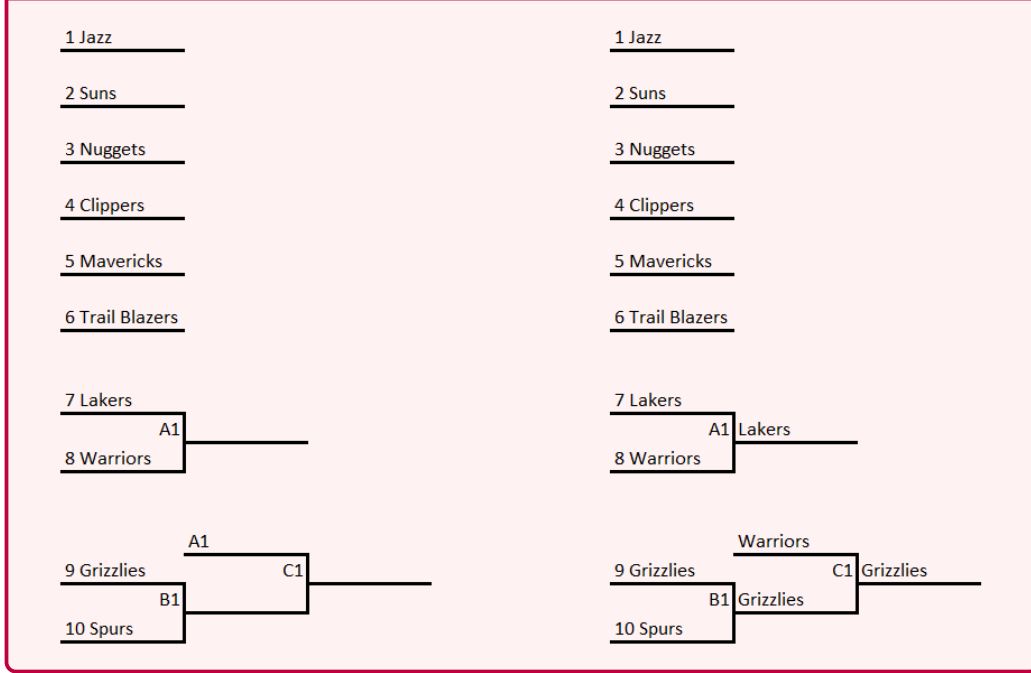 1 Jazz
2 Suns
3 Nuggets
4 Clippers
5 Mavericks
6 Trail Blazers
7 Lakers
A1
8 Warriors
A1
9 Grizzlies
C1
B1
10 Spurs
1 Jazz
2 Suns
3 Nuggets
4 Clippers
5 Mavericks
6 Trail Blazers
7 Lakers
A1 Lakers
8 Warriors
Warriors
9 Grizzlies
C1 Grizzlies
B1 Grizzlies
10 Spurs